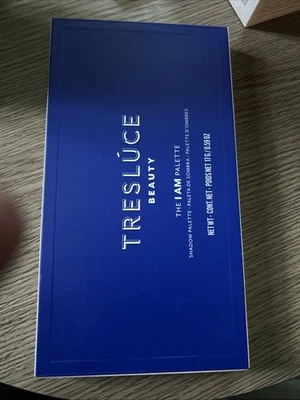 TRESLÚCE
BEAUTY
THE I AM PALETTE
SHADOW PALETTE • PALETA DE SOMBRA • PALETTE D'OMBRES
NET WT • CONT. NET • POIDS NET 17 G / 0.59 OZ